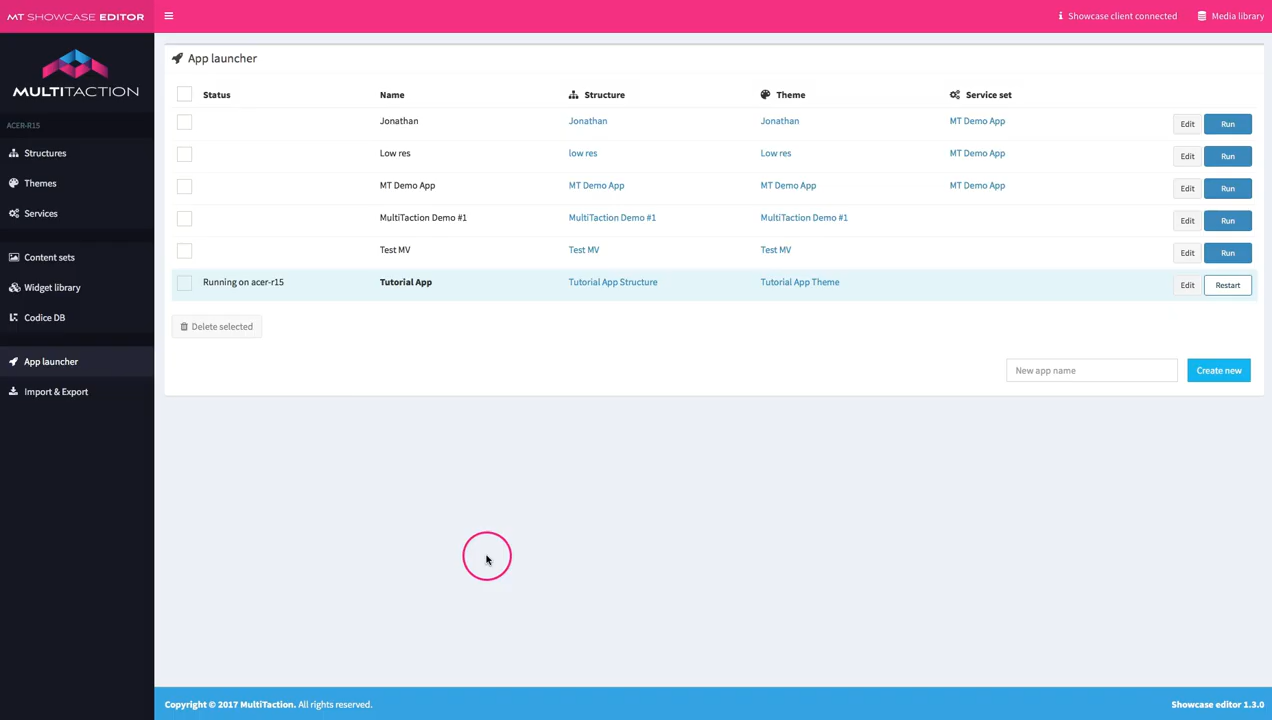 MT SHOWCASE EDITOR
Showcase client connected
Media library
MULTITACTION
ACER-R15
Structures
Themes
Services
Content sets
Widget library
Codice DB
App launcher
Import & Export
App launcher
Status Name Structure Theme Service set
Jonathan Jonathan Jonathan MT Demo App Edit Run
Low res low res Low res MT Demo App Edit Run
MT Demo App MT Demo App MT Demo App MT Demo App Edit Run
MultiTaction Demo #1 MultiTaction Demo #1 MultiTaction Demo #1 Edit Run
Test MV Test MV Test MV Edit Run
Running on acer-r15 Tutorial App Tutorial App Structure Tutorial App Theme Edit Restart
Delete selected
New app name Create new
Copyright © 2017 MultiTaction. All rights reserved. Showcase editor 1.3.0